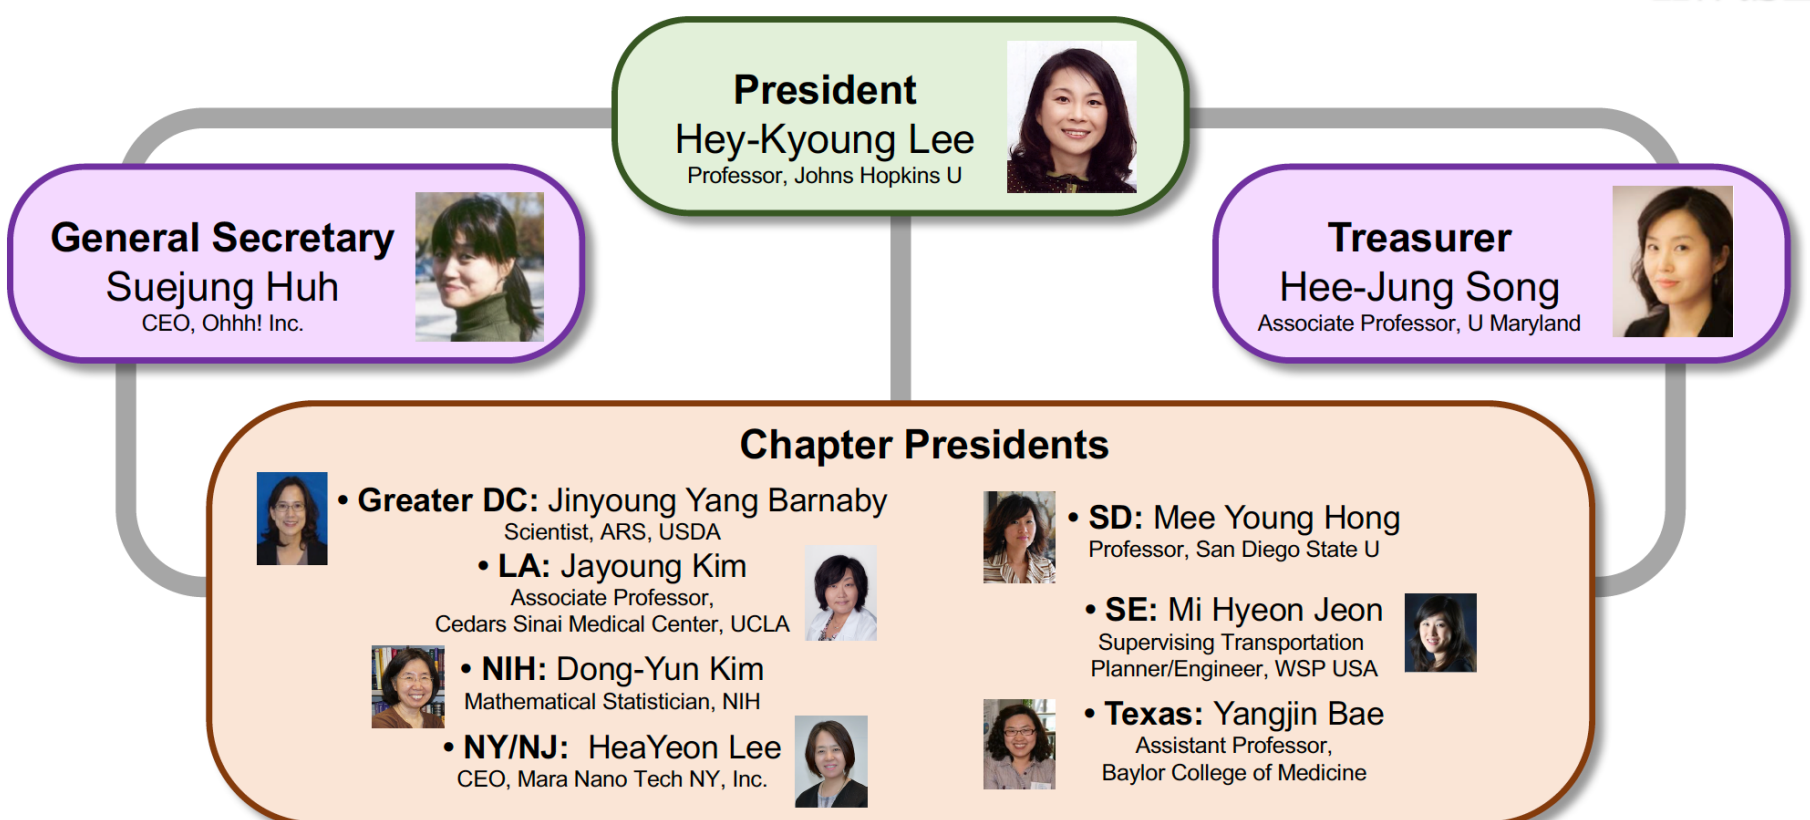 President
Hey-Kyoung Lee
Professor, Johns Hopkins U
General Secretary
Suejung Huh
CEO, Ohhh! Inc.
Treasurer
Hee-Jung Song
Associate Professor, U Maryland
Chapter Presidents
• Greater DC: Jinyoung Yang Barnaby
Scientist, ARS, USDA
• LA: Jayoung Kim
Associate Professor,
Cedars Sinai Medical Center, UCLA
• NIH: Dong-Yun Kim
Mathematical Statistician, NIH
• NY/NJ: HeaYeon Lee
CEO, Mara Nano Tech NY, Inc.
• SD: Mee Young Hong
Professor, San Diego State U
• SE: Mi Hyeon Jeon
Supervising Transportation
Planner/Engineer, WSP USA
• Texas: Yangjin Bae
Assistant Professor,
Baylor College of Medicine